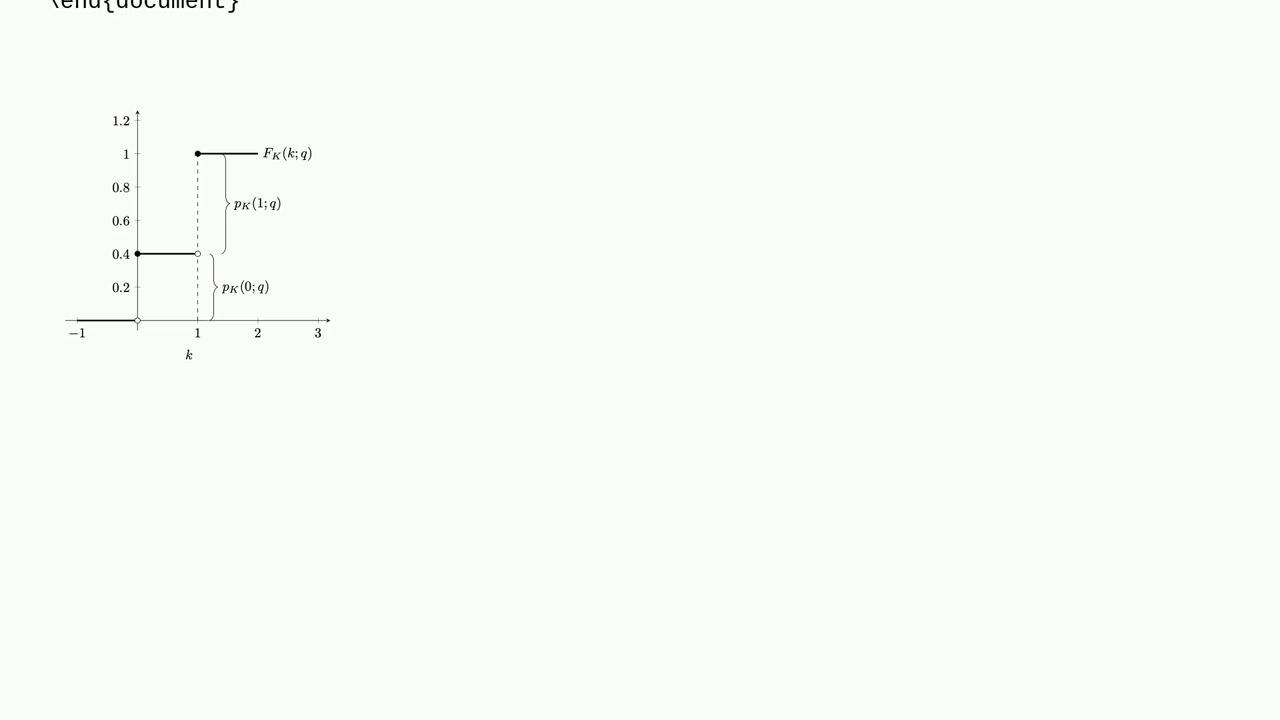 \end{document}
1.2
1 F_K(k; q)
0.8
p_K(1; q)
0.6
0.4
0.2 p_K(0; q)
−1 1 2 3
k